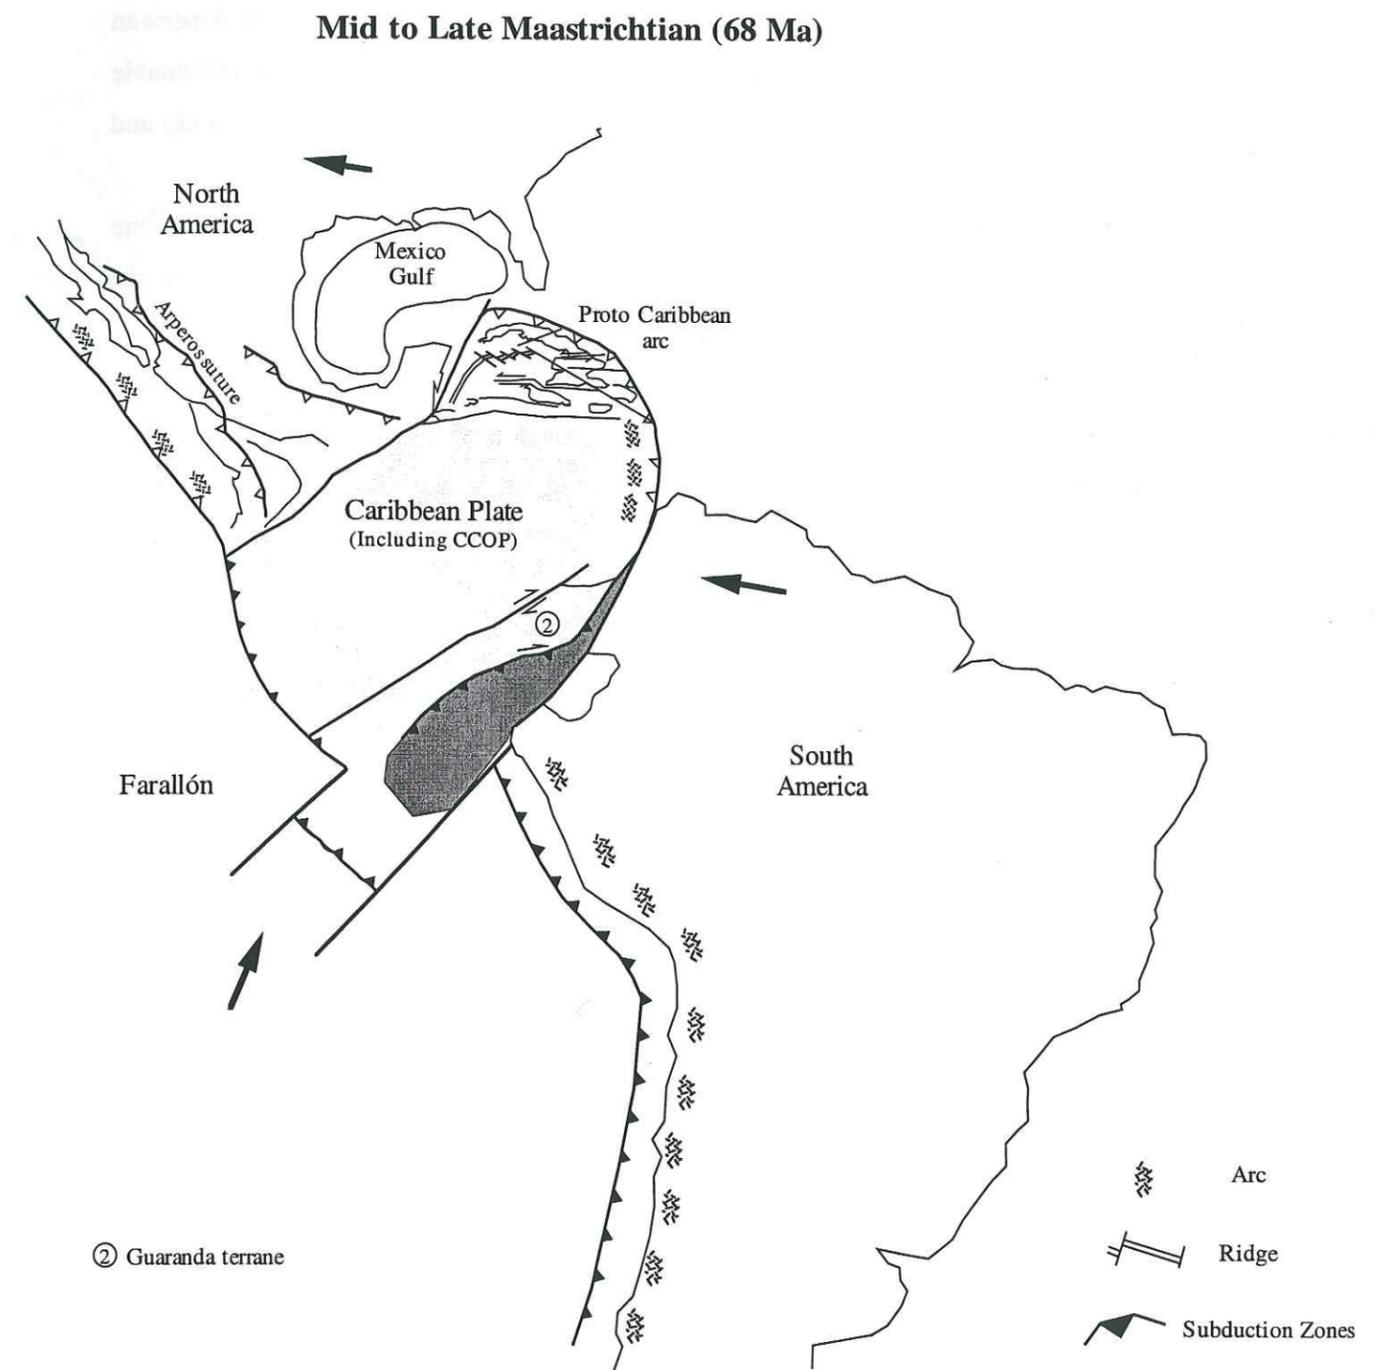 Mid to Late Maastrichtian (68 Ma)
North
America
Mexico
Gulf
Proto Caribbean
arc
Arperos suture
Caribbean Plate
(Including CCOP)
2
Farallón
South
America
Arc
2 Guaranda terrane
Ridge
Subduction Zones